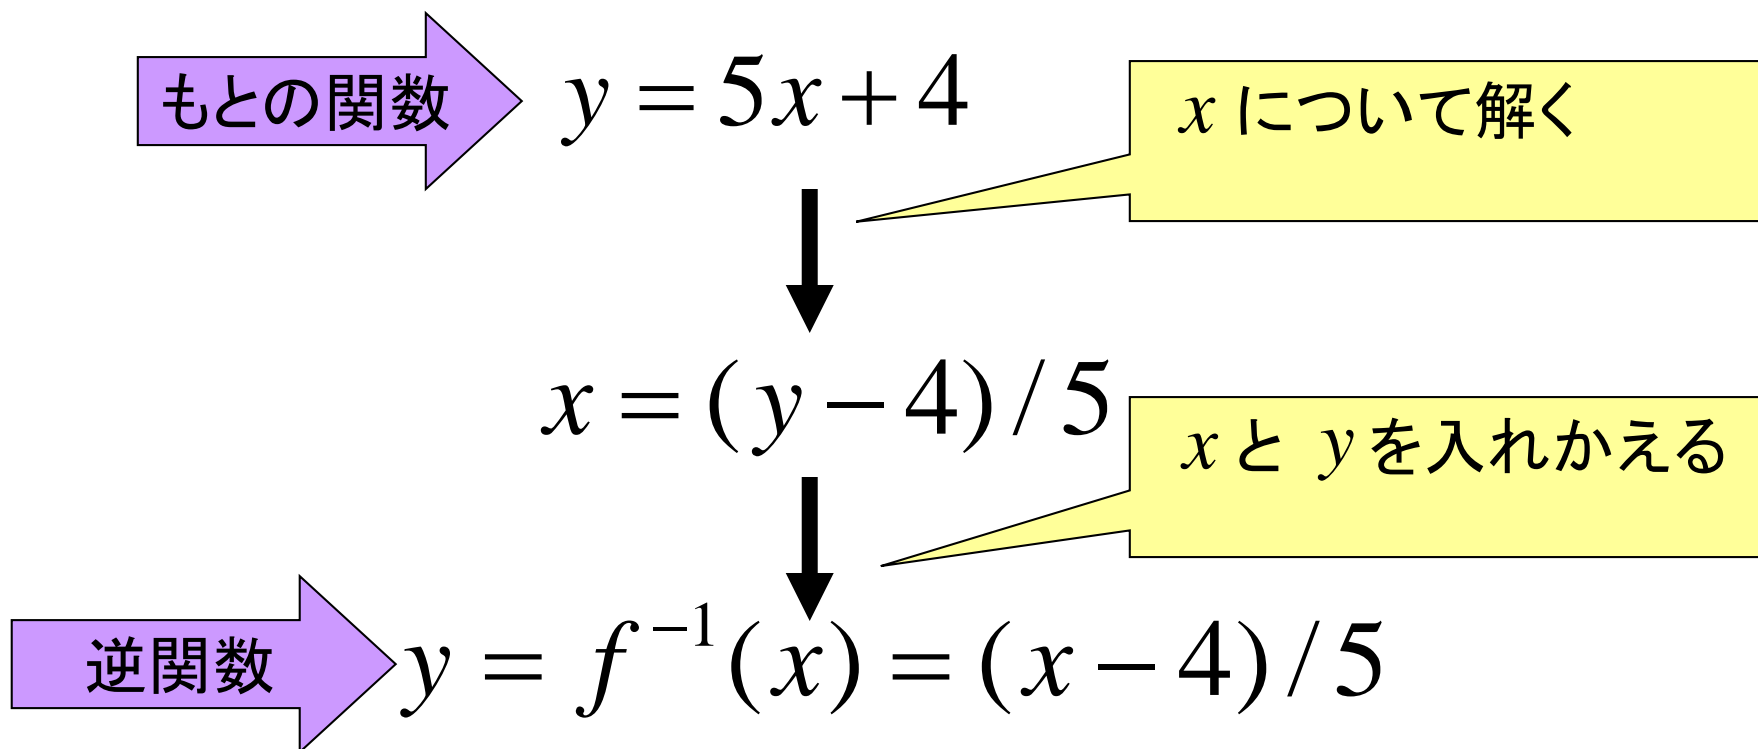 もとの関数 y = 5x + 4
x について解く
x = (y − 4) / 5
x と y を入れかえる
逆関数 y = f⁻¹(x) = (x − 4) / 5